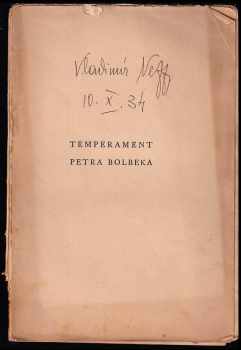 Vladimír Neff
10. X. 34
TEMPERAMENT
PETRA BOLBEKA